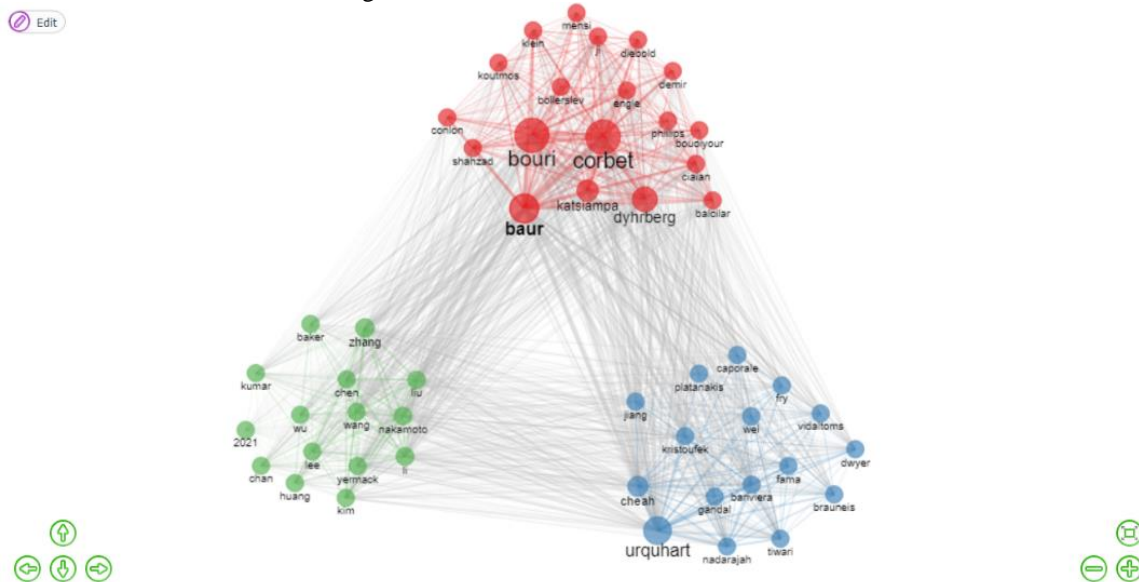 Edit
mensi
klein
ji
diebold
koutmos
demir
bollerslev
engle
conlon
phillips
bouoiyour
bouri
corbet
shahzad
ciaian
katsiampa
dyhrberg
balcilar
baur
baker
zhang
kumar
chen
liu
wu
wang
nakamoto
2021
lee
li
chan
yermack
huang
kim
caporale
platanakis
fry
jiang
vidaltoms
wei
kristoufek
dwyer
fama
cheah
bariviera
gandal
brauneis
urquhart
nadarajah
tiwari